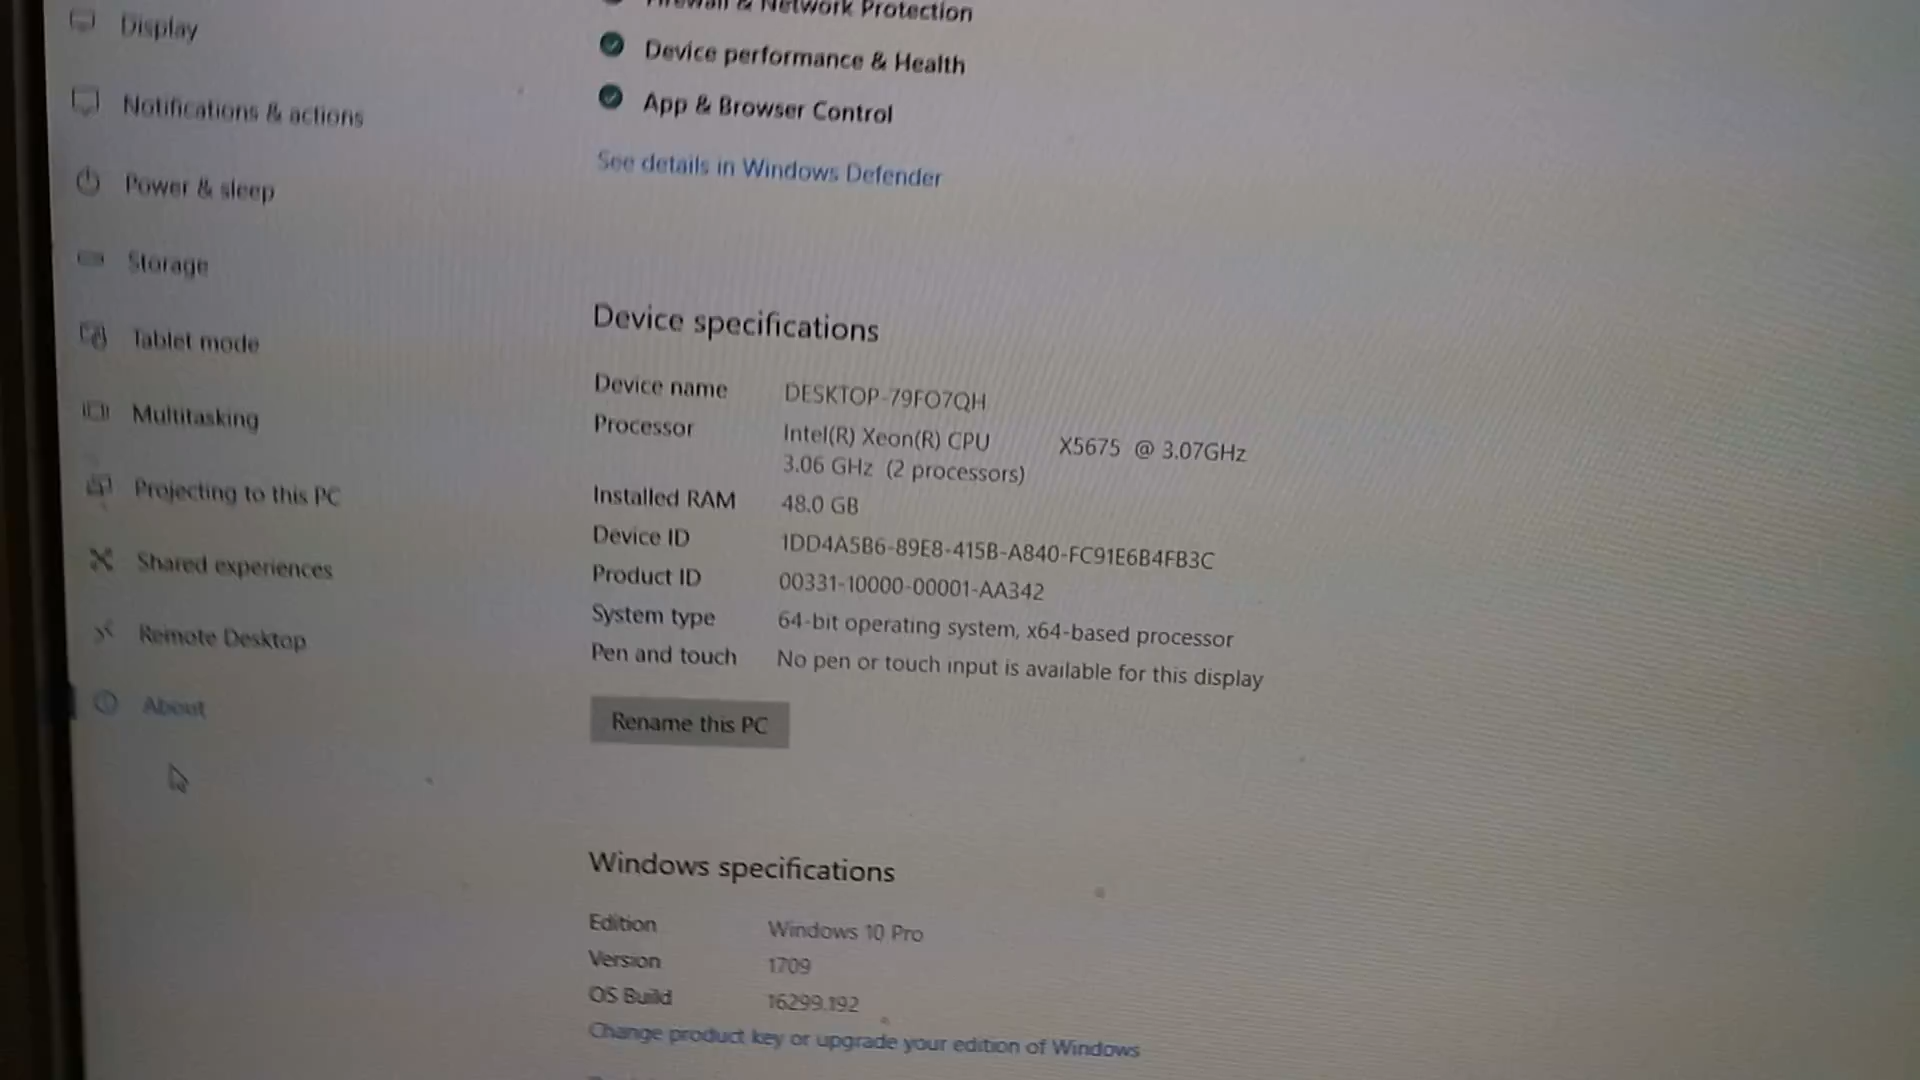 Display
Notifications & actions
Power & sleep
Storage
Tablet mode
Multitasking
Projecting to this PC
Shared experiences
Remote Desktop
About
Firewall & Network Protection
Device performance & Health
App & Browser Control
See details in Windows Defender
Device specifications
Device name DESKTOP-79FO7QH
Processor Intel(R) Xeon(R) CPU X5675 @ 3.07GHz
3.06 GHz (2 processors)
Installed RAM 48.0 GB
Device ID 1DD4A5B6-89E8-415B-A840-FC91E6B4FB3C
Product ID 00331-10000-00001-AA342
System type 64-bit operating system, x64-based processor
Pen and touch No pen or touch input is available for this display
Rename this PC
Windows specifications
Edition Windows 10 Pro
Version 1709
OS Build 16299.192
Change product key or upgrade your edition of Windows